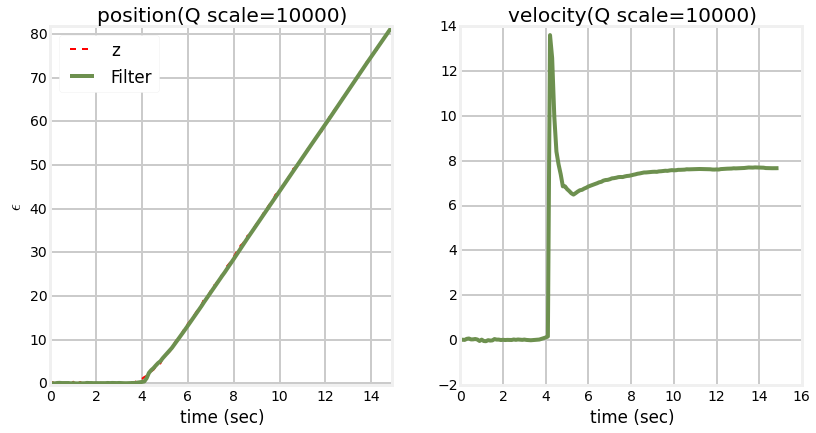 position(Q scale=10000)
z
Filter
80
70
60
50
40
30
20
10
0
ϵ
0 2 4 6 8 10 12 14
time (sec)
velocity(Q scale=10000)
14
12
10
8
6
4
2
0
−2
0 2 4 6 8 10 12 14 16
time (sec)